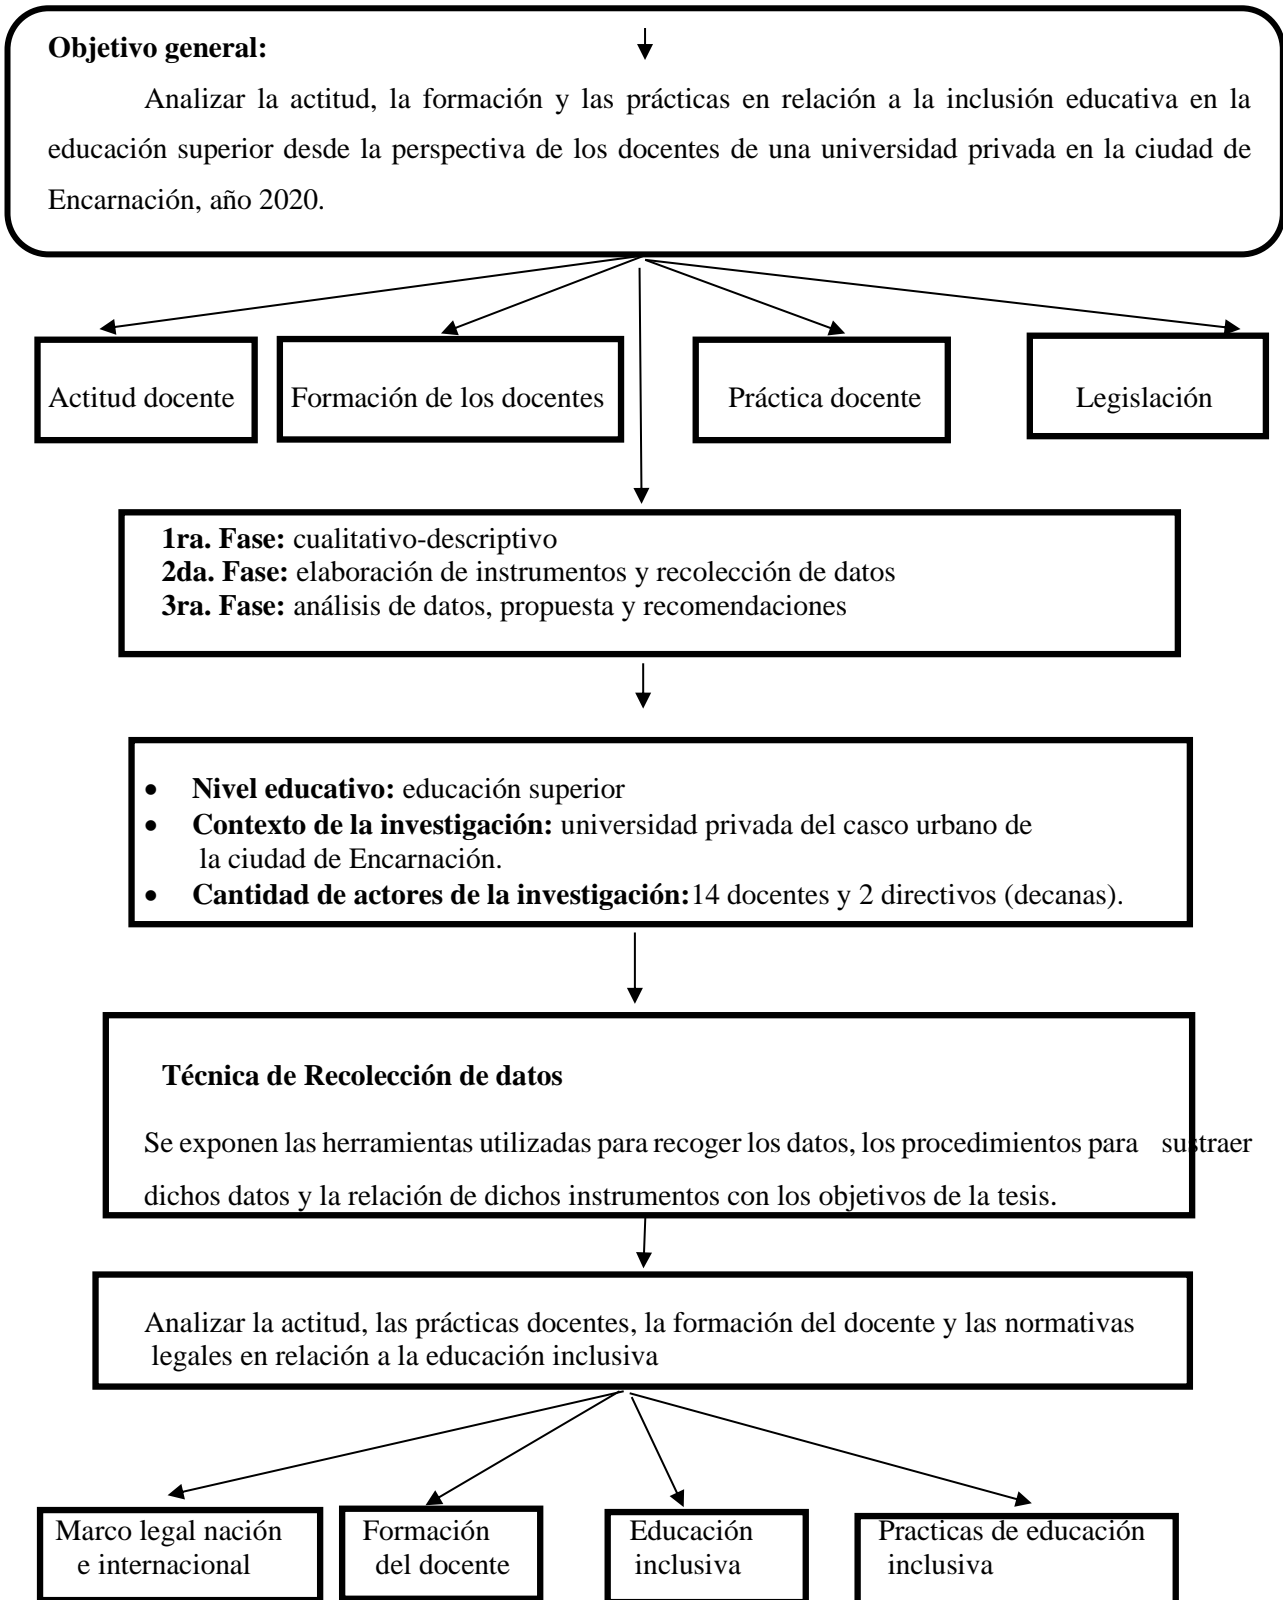 Objetivo general:
Analizar la actitud, la formación y las prácticas en relación a la inclusión educativa en la
educación superior desde la perspectiva de los docentes de una universidad privada en la ciudad de
Encarnación, año 2020.
Actitud docente
Formación de los docentes
Práctica docente
Legislación
1ra. Fase: cualitativo-descriptivo
2da. Fase: elaboración de instrumentos y recolección de datos
3ra. Fase: análisis de datos, propuesta y recomendaciones
• Nivel educativo: educación superior
• Contexto de la investigación: universidad privada del casco urbano de
la ciudad de Encarnación.
• Cantidad de actores de la investigación:14 docentes y 2 directivos (decanas).
Técnica de Recolección de datos
Se exponen las herramientas utilizadas para recoger los datos, los procedimientos para sustraer
dichos datos y la relación de dichos instrumentos con los objetivos de la tesis.
Analizar la actitud, las prácticas docentes, la formación del docente y las normativas
legales en relación a la educación inclusiva
Marco legal nación
e internacional
Formación
del docente
Educación
inclusiva
Practicas de educación
inclusiva